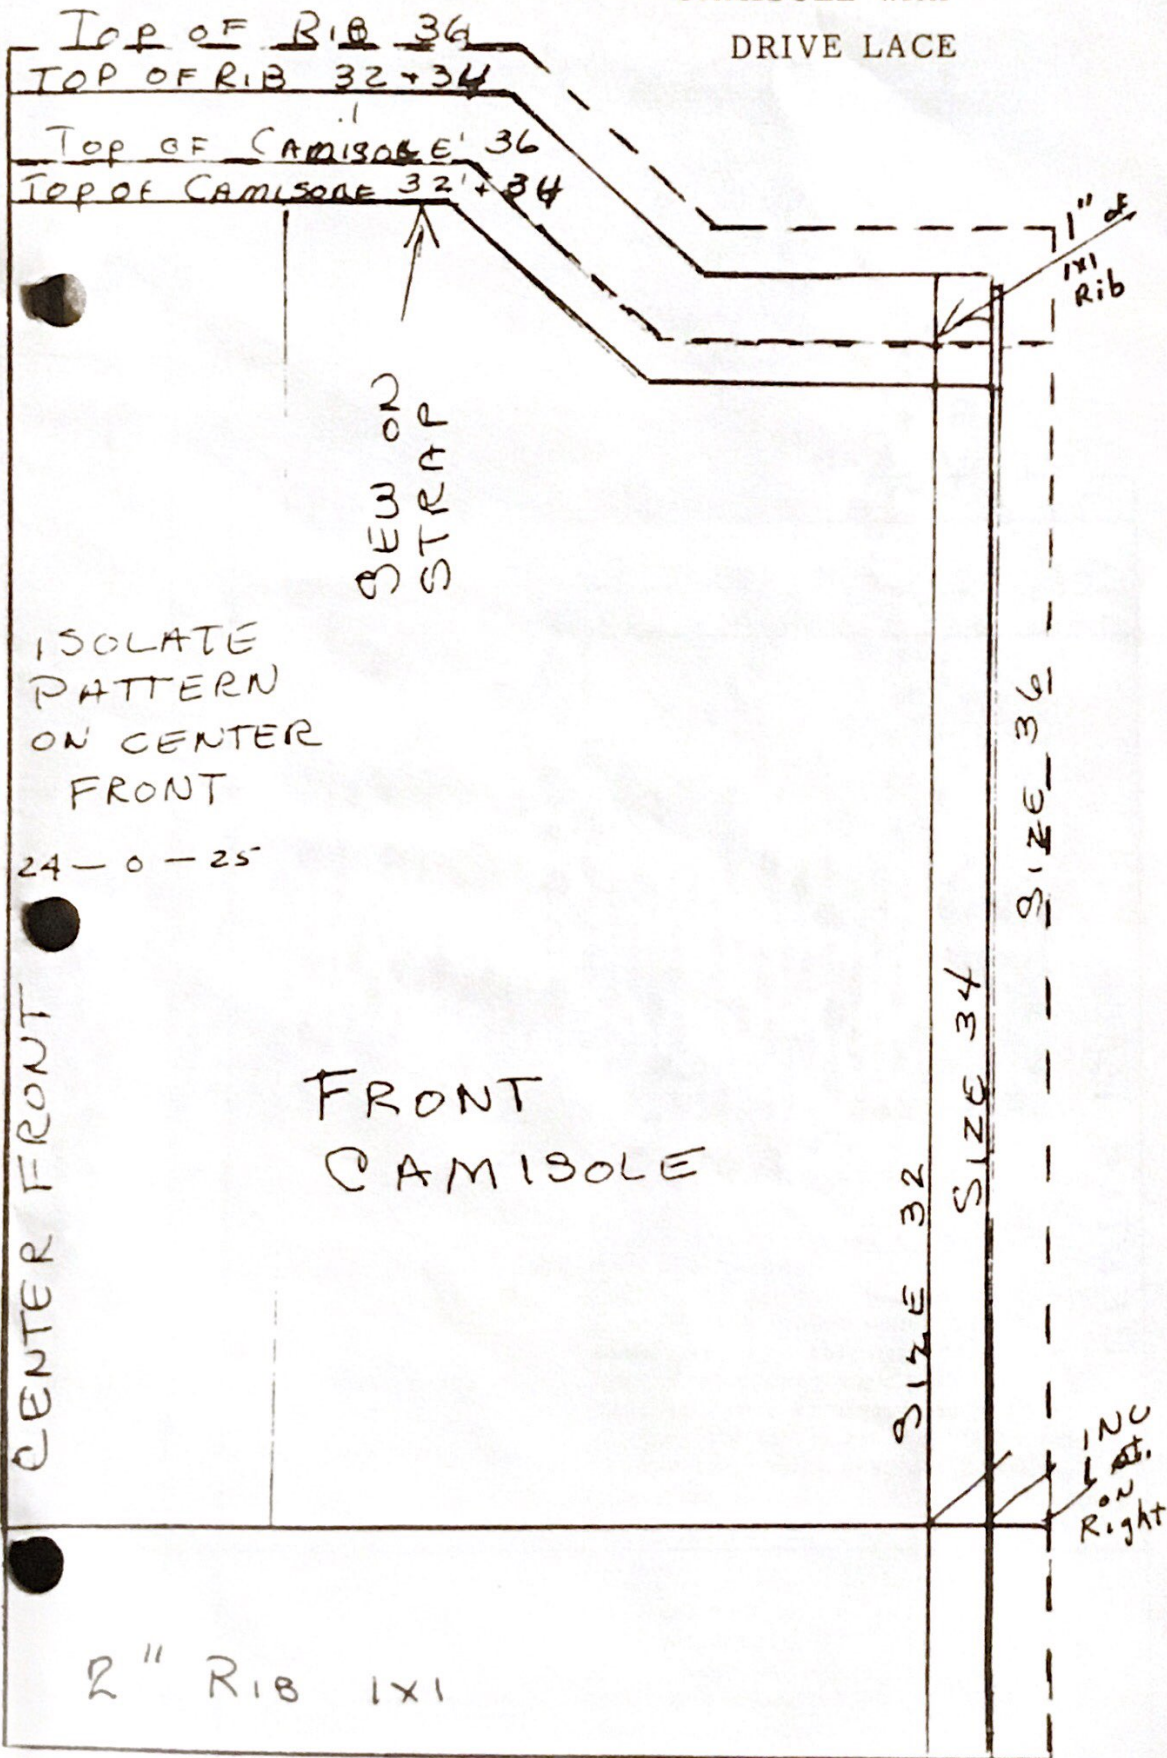 DRIVE LACE
TOP OF RIB 36
TOP OF RIB 32 + 34
TOP OF CAMISOLE 36
TOP OF CAMISOLE 32 + 34
1" of
1x1
Rib
SEW ON
STRAP
ISOLATE
PATTERN
ON CENTER
FRONT
24 - 0 - 25
SIZE 36
SIZE 34
SIZE 32
CENTER FRONT
FRONT
CAMISOLE
INC
1 st.
ON
Right
2" RIB 1X1